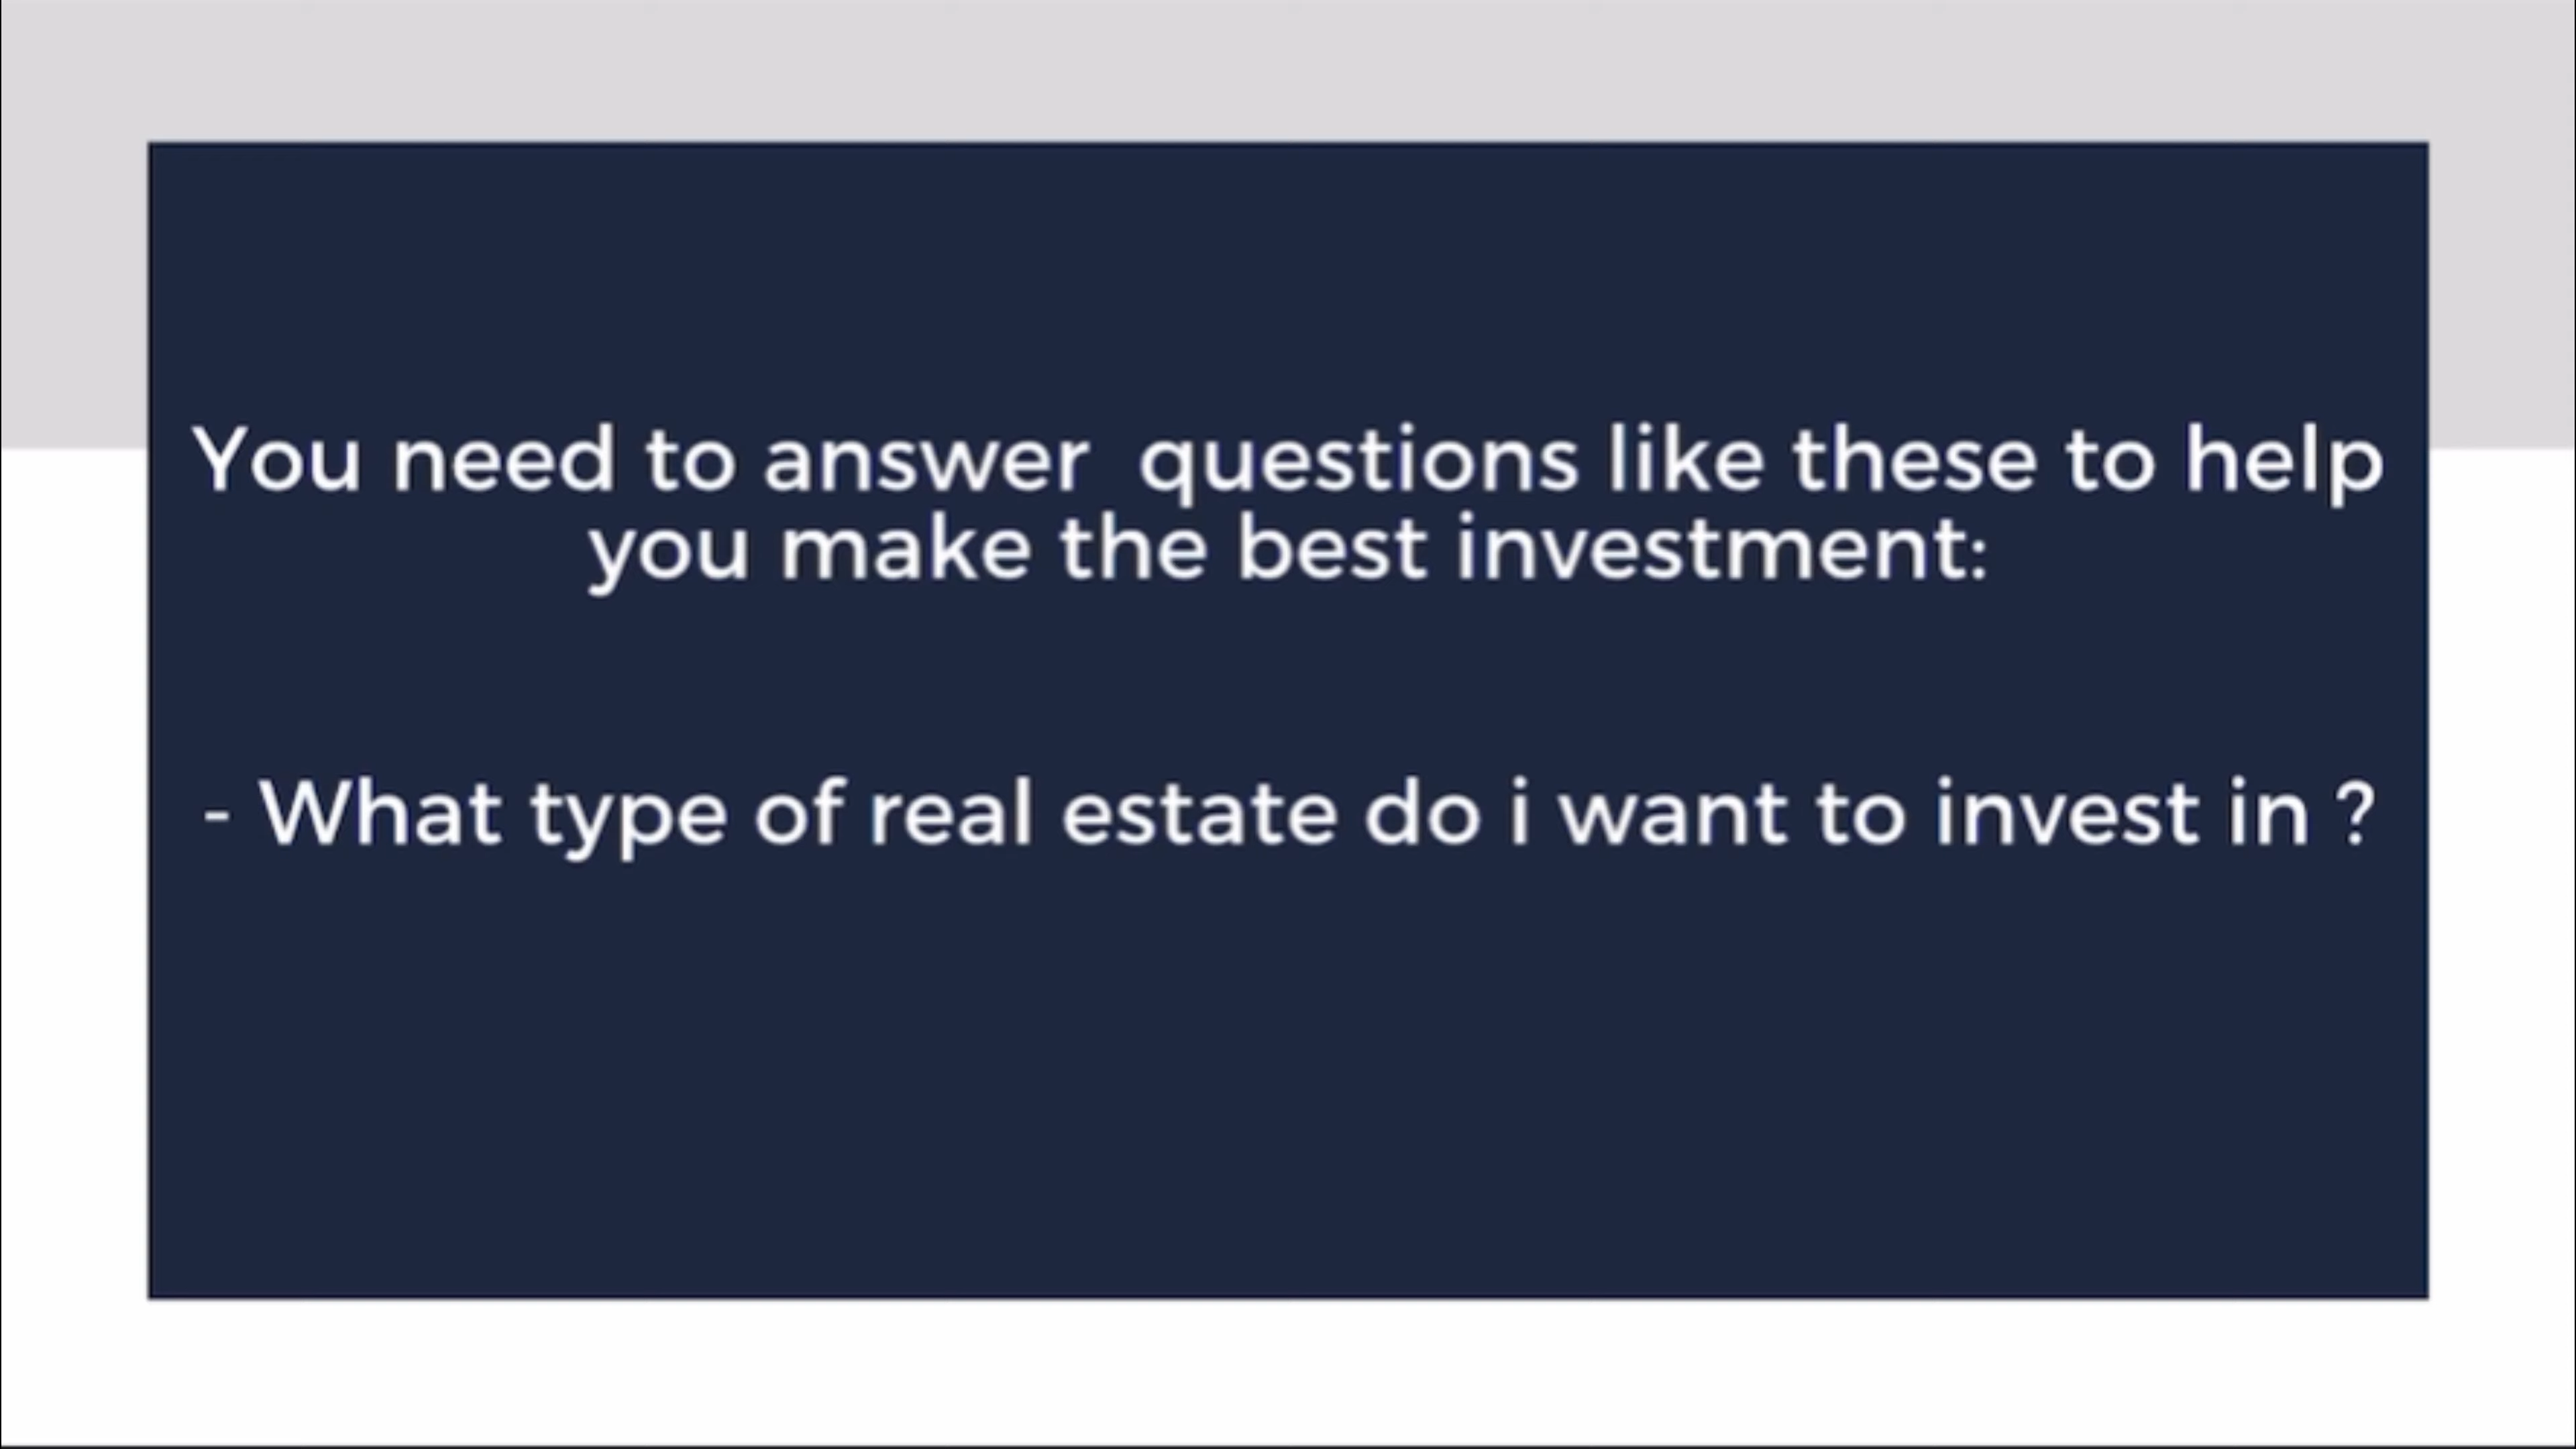 You need to answer  questions like these to help
you make the best investment:
- What type of real estate do i want to invest in ?